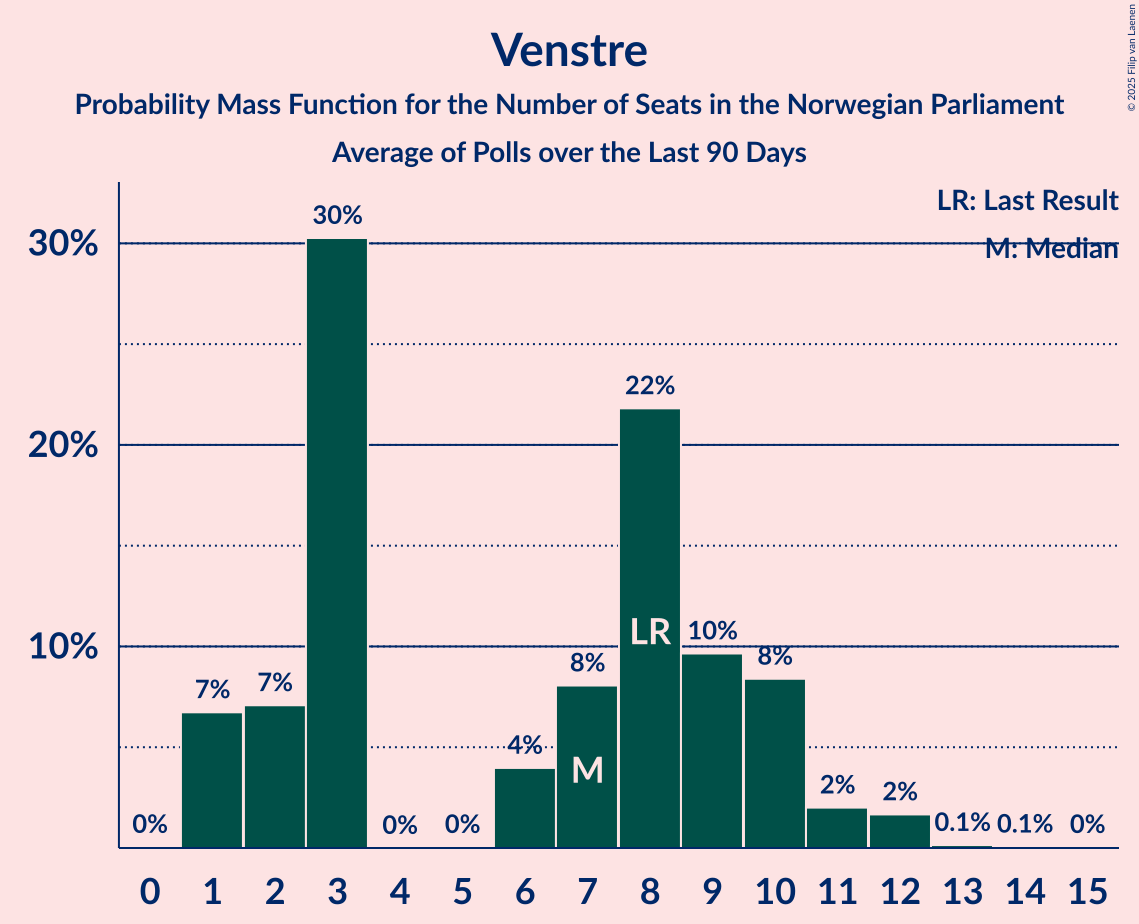 Venstre
Probability Mass Function for the Number of Seats in the Norwegian Parliament
Average of Polls over the Last 90 Days
© 2025 Filip van Laenen
LR: Last Result
M: Median
30%
20%
10%
0%
7%
7%
30%
0%
0%
4%
8%
22%
10%
8%
2%
2%
0.1%
0.1%
0%
M
LR
0 1 2 3 4 5 6 7 8 9 10 11 12 13 14 15